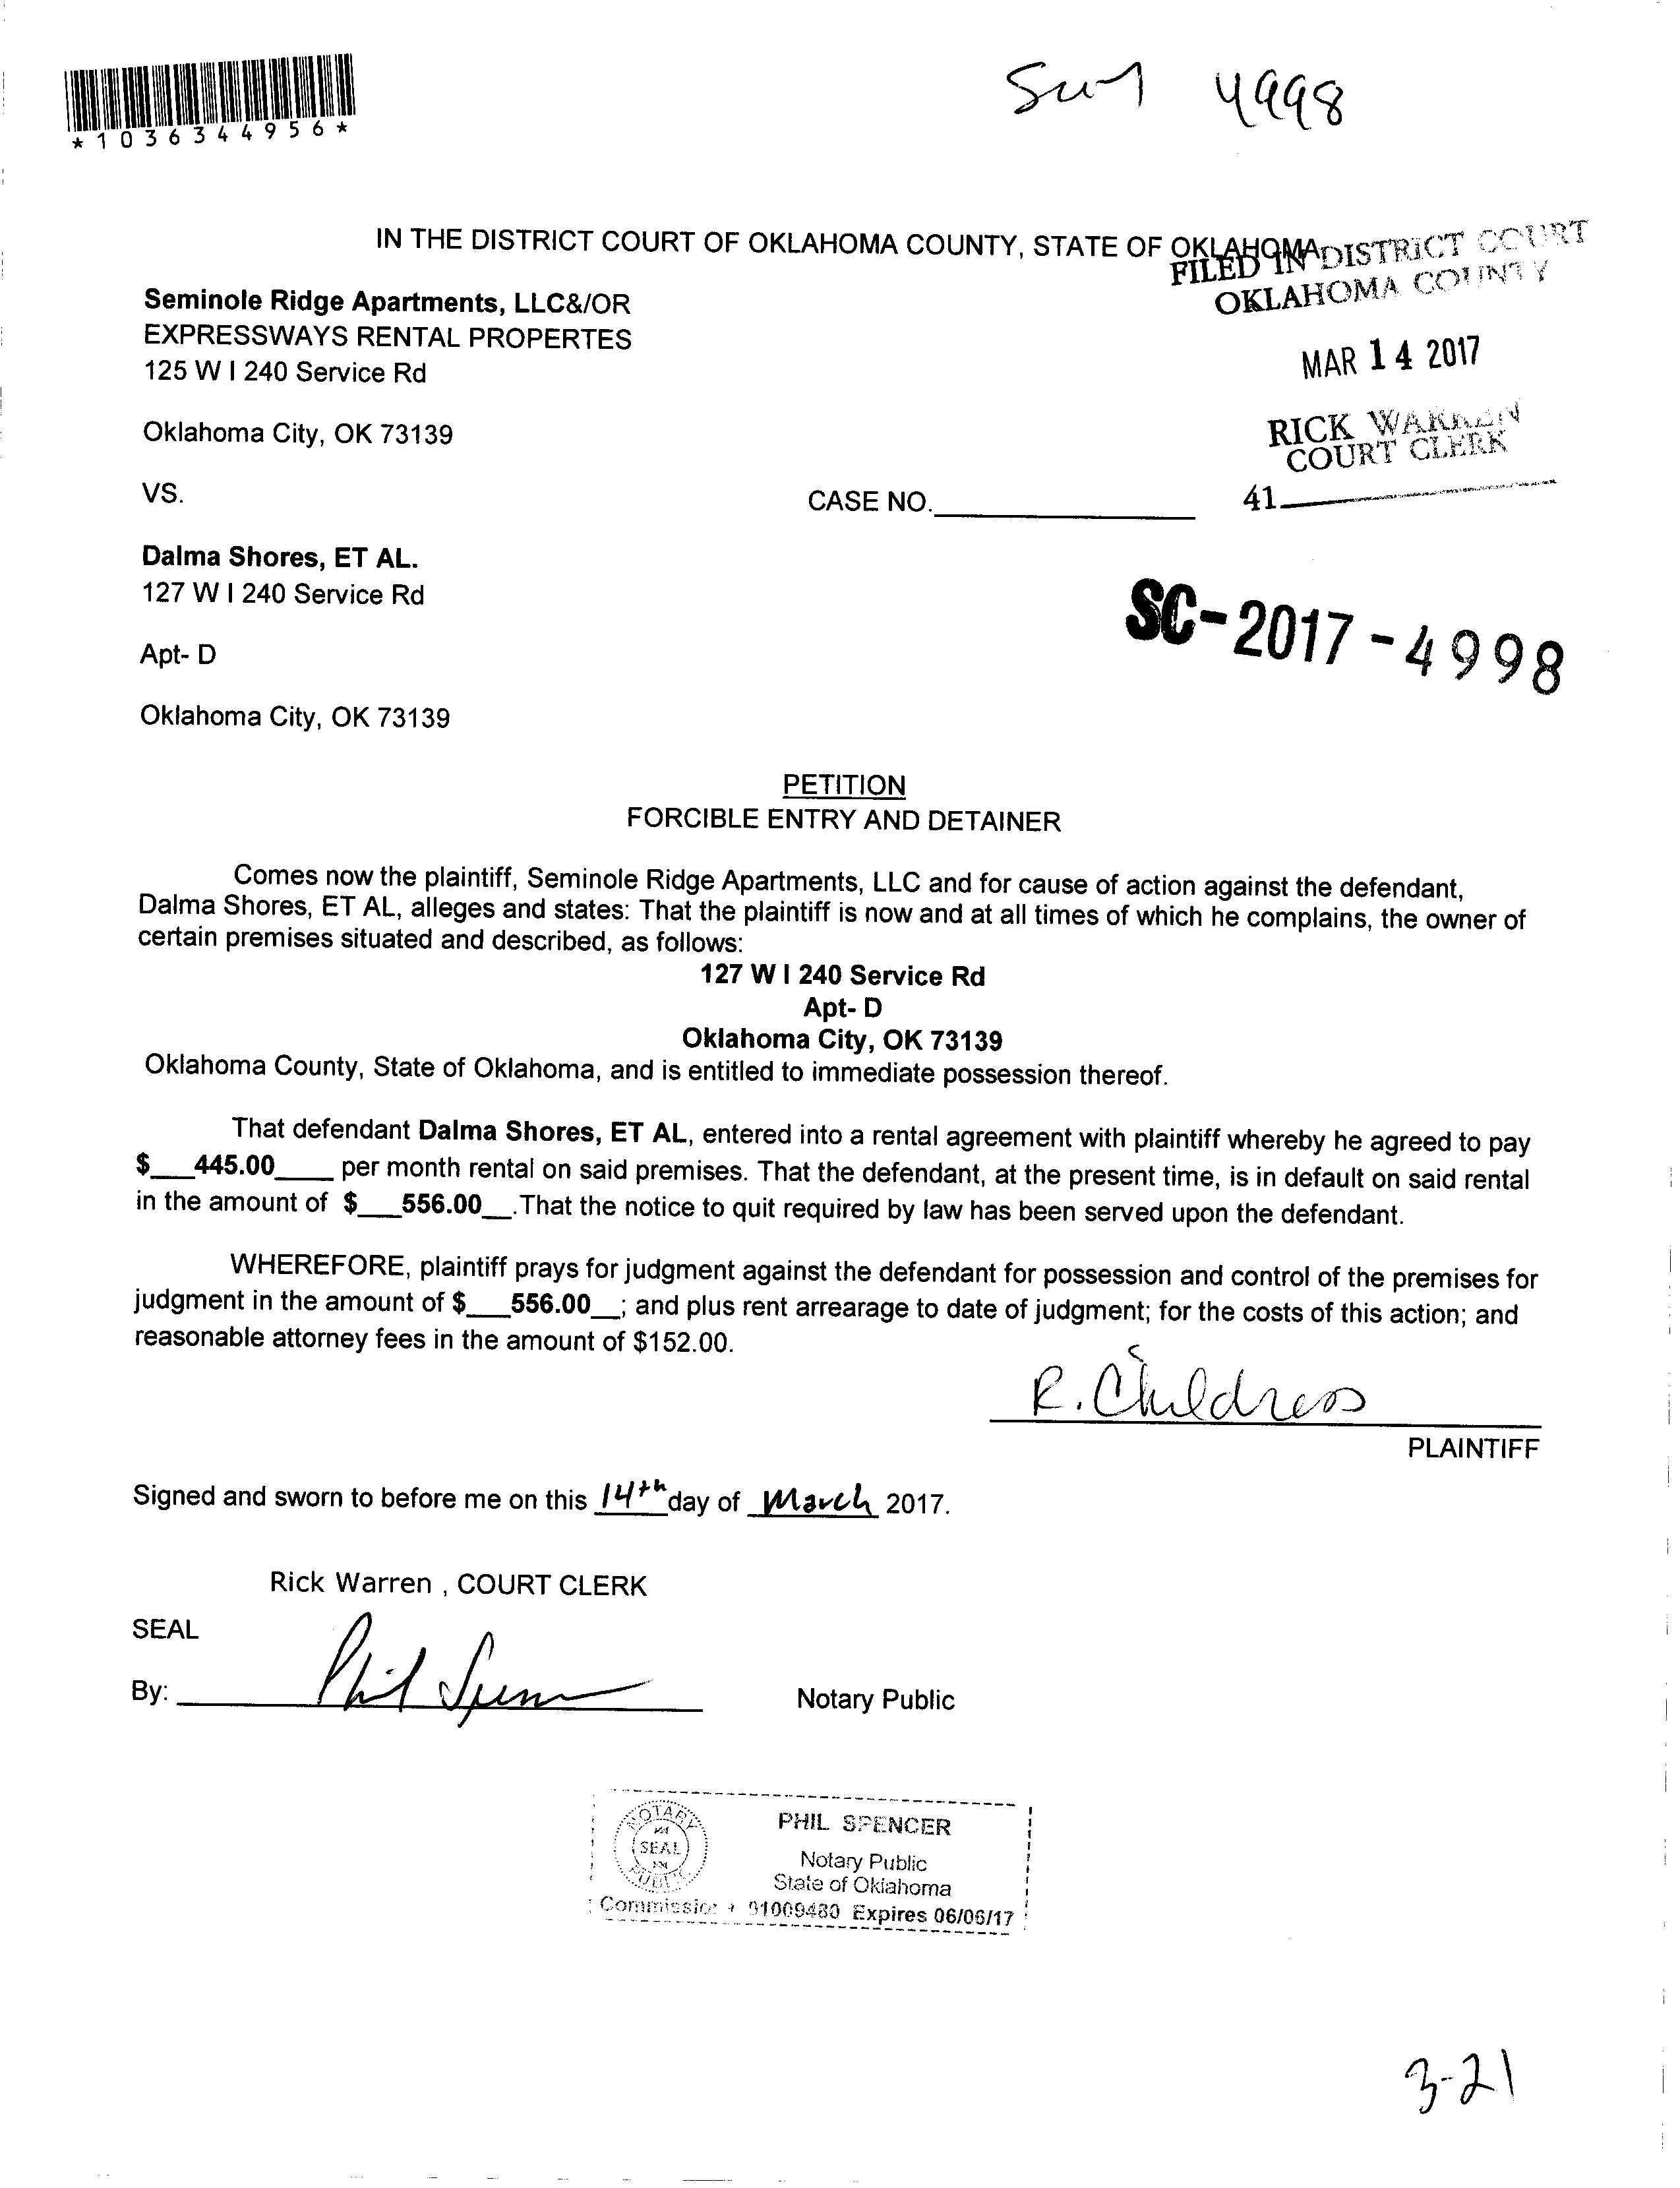 *1036344956*
4998
IN THE DISTRICT COURT OF OKLAHOMA COUNTY, STATE OF OKLAHOMA
FILED IN DISTRICT COURT
OKLAHOMA COUNTY
Seminole Ridge Apartments, LLC&/OR
EXPRESSWAYS RENTAL PROPERTES
125 W I 240 Service Rd
MAR 14 2017
Oklahoma City, OK 73139
RICK WARREN
COURT CLERK
VS.
CASE NO.
41
Dalma Shores, ET AL.
127 W I 240 Service Rd
SC-2017-4998
Apt- D
Oklahoma City, OK 73139
PETITION
FORCIBLE ENTRY AND DETAINER
Comes now the plaintiff, Seminole Ridge Apartments, LLC and for cause of action against the defendant,
Dalma Shores, ET AL, alleges and states: That the plaintiff is now and at all times of which he complains, the owner of
certain premises situated and described, as follows:
127 W I 240 Service Rd
Apt- D
Oklahoma City, OK 73139
Oklahoma County, State of Oklahoma, and is entitled to immediate possession thereof.
That defendant Dalma Shores, ET AL, entered into a rental agreement with plaintiff whereby he agreed to pay
$___445.00____ per month rental on said premises. That the defendant, at the present time, is in default on said rental
in the amount of $___556.00__.That the notice to quit required by law has been served upon the defendant.
WHEREFORE, plaintiff prays for judgment against the defendant for possession and control of the premises for
judgment in the amount of $___556.00__; and plus rent arrearage to date of judgment; for the costs of this action; and
reasonable attorney fees in the amount of $152.00.
R. Childress
PLAINTIFF
Signed and sworn to before me on this 14th day of March 2017.
Rick Warren , COURT CLERK
SEAL
By: Phil Spencer
Notary Public
NOTARY PUBLIC
SEAL
PHIL SPENCER
Notary Public
State of Oklahoma
Commission # 01009480 Expires 06/06/17
3-21